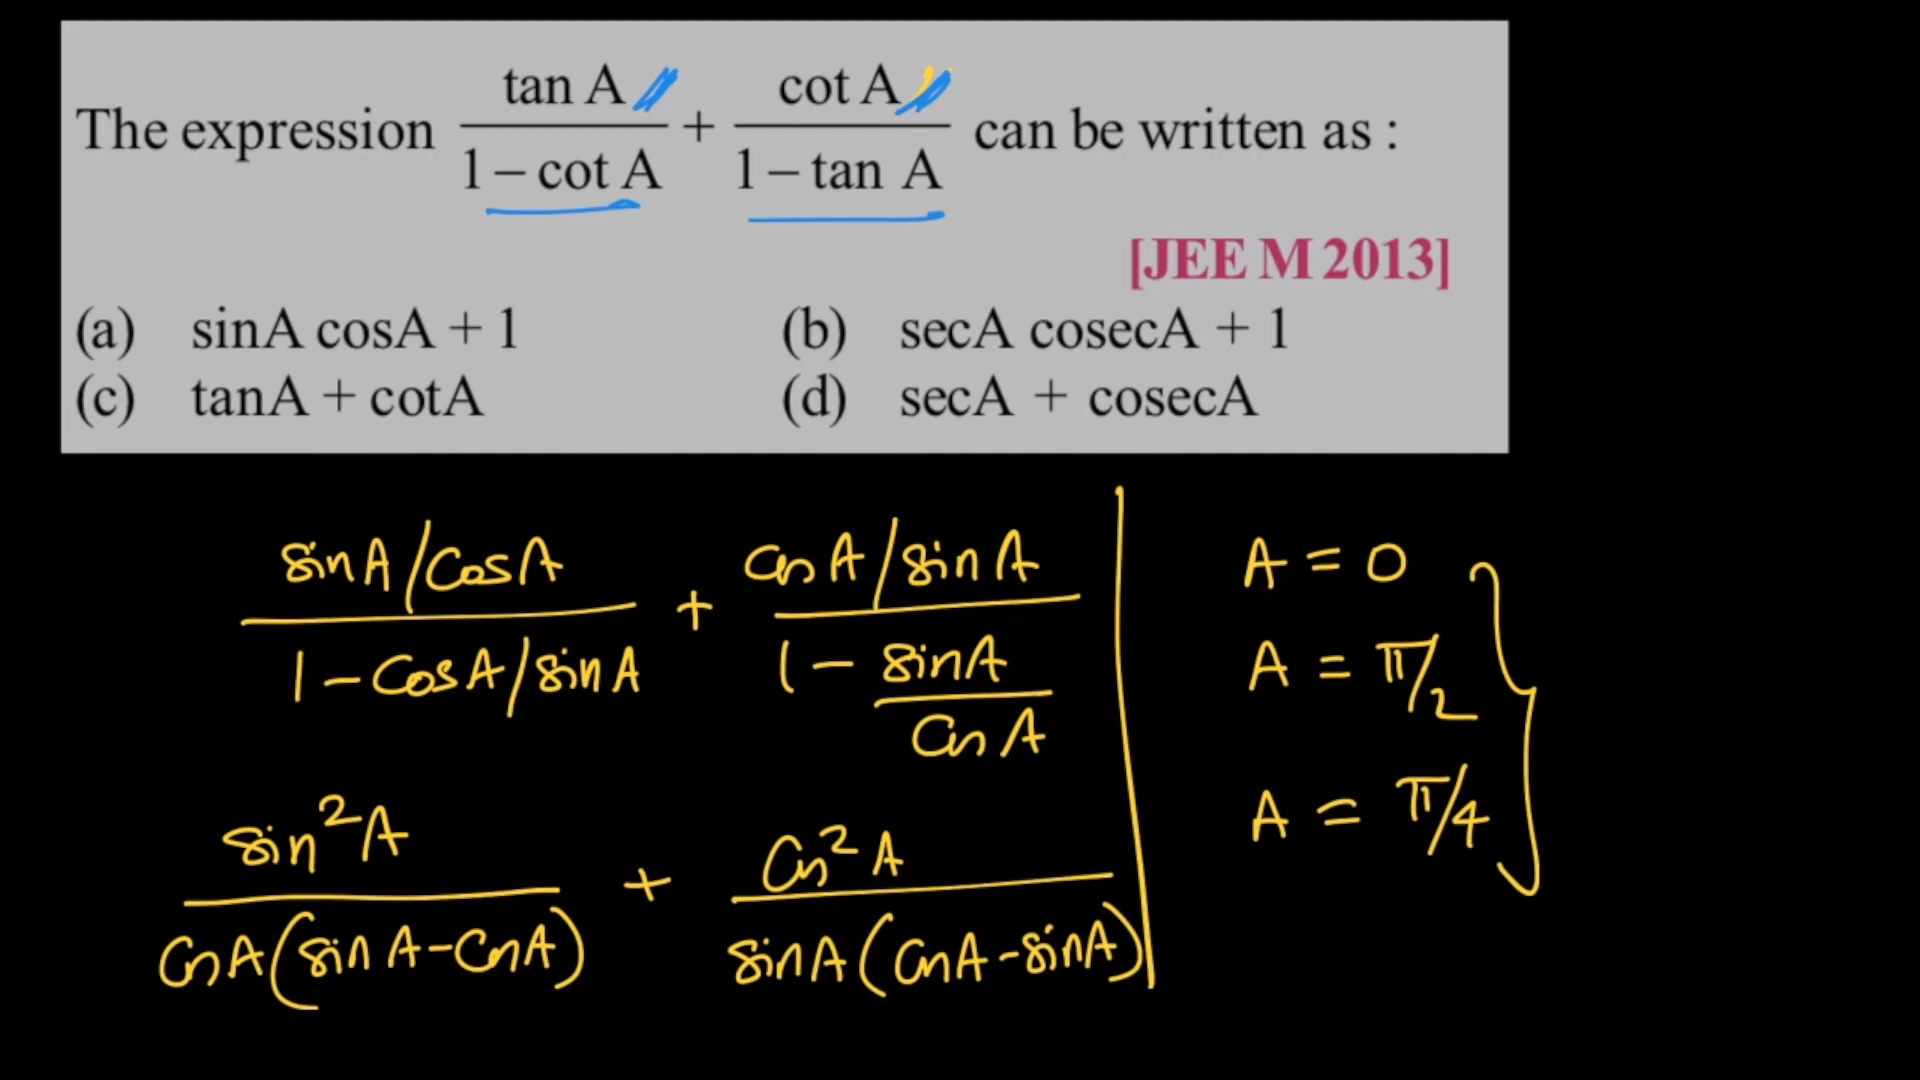 The expression tan A / 1 – cot A + cot A / 1 – tan A can be written as :
[JEE M 2013]
(a) sinA cosA + 1 (b) secA cosecA + 1
(c) tanA + cotA (d) secA + cosecA
sinA/cosA / 1 – cosA/sinA + cosA/sinA / 1 – sinA/cosA
sin²A / cosA(sinA – cosA) + cos²A / sinA(cosA – sinA)
A = 0
A = π/2
A = π/4